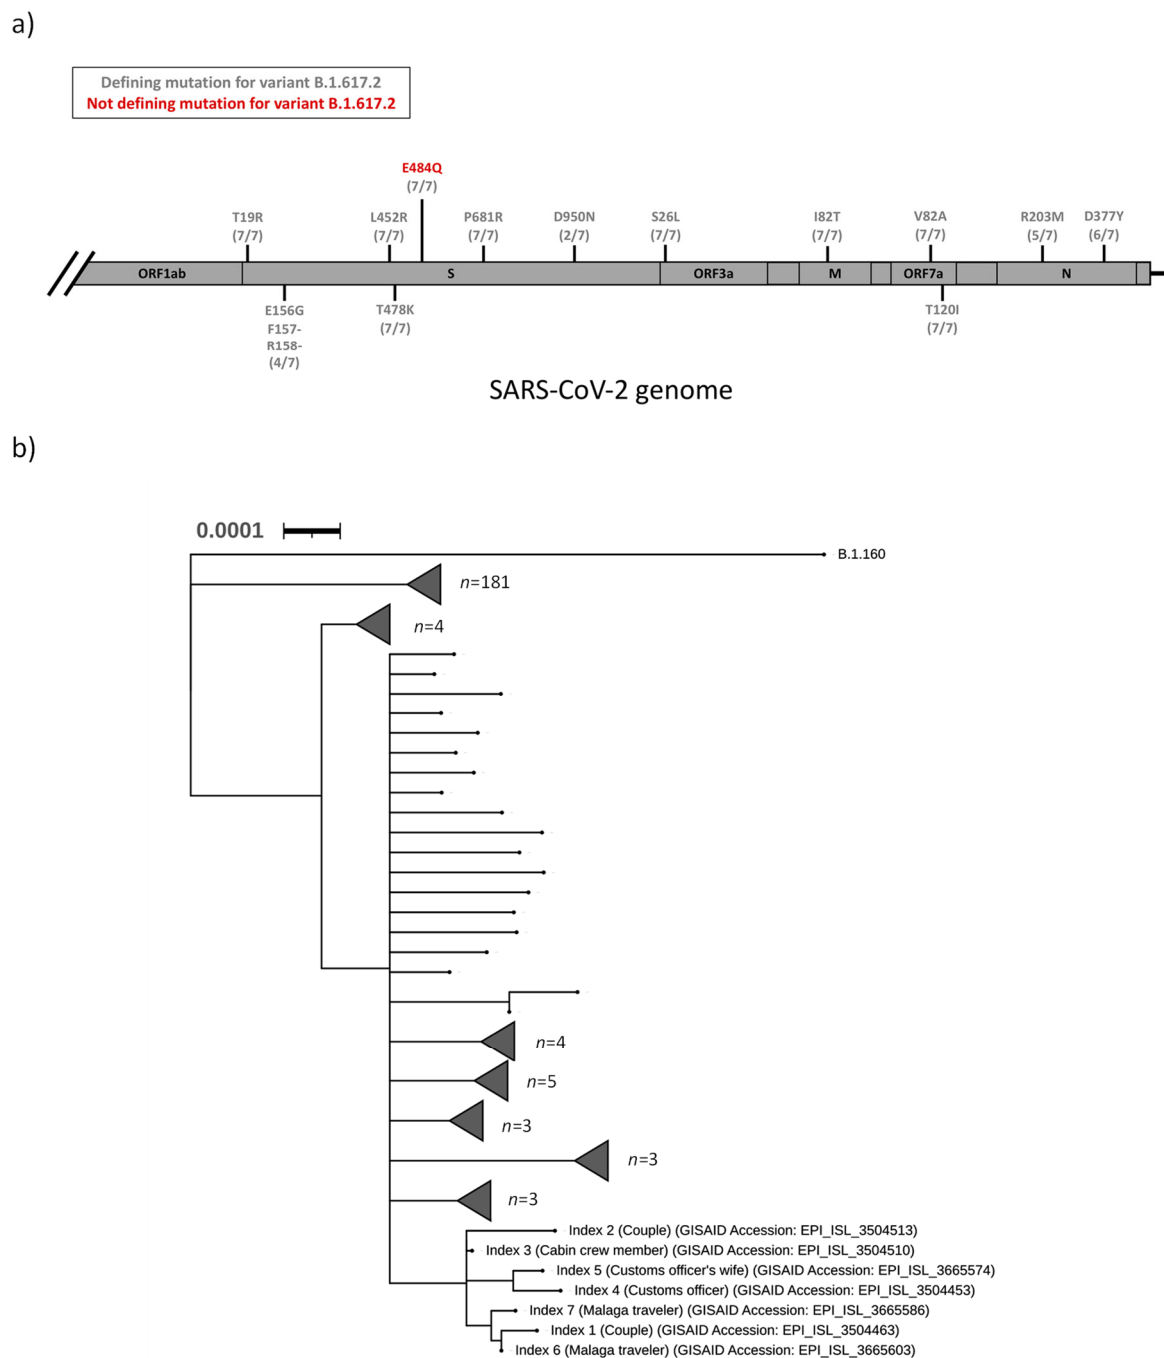 a)
Defining mutation for variant B.1.617.2
Not defining mutation for variant B.1.617.2
E484Q
(7/7)
T19R
(7/7)
L452R
(7/7)
P681R
(7/7)
D950N
(2/7)
S26L
(7/7)
I82T
(7/7)
V82A
(7/7)
R203M
(5/7)
D377Y
(6/7)
ORF1ab
S
ORF3a
M
ORF7a
N
E156G
F157-
R158-
(4/7)
T478K
(7/7)
T120I
(7/7)
SARS-CoV-2 genome
b)
0.0001
B.1.160
n=181
n=4
n=4
n=5
n=3
n=3
n=3
Index 2 (Couple) (GISAID Accession: EPI_ISL_3504513)
Index 3 (Cabin crew member) (GISAID Accession: EPI_ISL_3504510)
Index 5 (Customs officer's wife) (GISAID Accession: EPI_ISL_3665574)
Index 4 (Customs officer) (GISAID Accession: EPI_ISL_3504453)
Index 7 (Malaga traveler) (GISAID Accession: EPI_ISL_3665586)
Index 1 (Couple) (GISAID Accession: EPI_ISL_3504463)
Index 6 (Malaga traveler) (GISAID Accession: EPI_ISL_3665603)